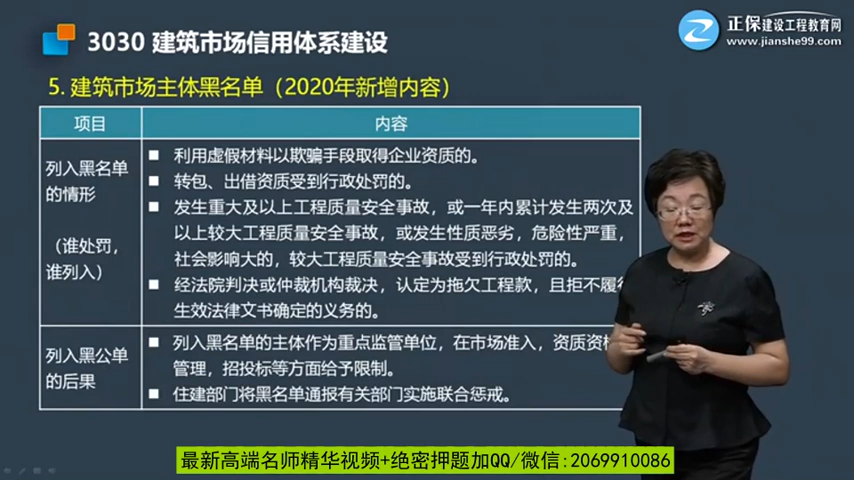 3030 建筑市场信用体系建设
正保建设工程教育网
www.jianshe99.com
5. 建筑市场主体黑名单（2020年新增内容）
项目
内容
列入黑名单
的情形
（谁处罚，
谁列入）
■ 利用虚假材料以欺骗手段取得企业资质的。
■ 转包、出借资质受到行政处罚的。
■ 发生重大及以上工程质量安全事故，或一年内累计发生两次及
以上较大工程质量安全事故，或发生性质恶劣，危险性严重，
社会影响大的，较大工程质量安全事故受到行政处罚的。
■ 经法院判决或仲裁机构裁决，认定为拖欠工程款，且拒不履
生效法律文书确定的义务的。
列入黑公单
的后果
■ 列入黑名单的主体作为重点监管单位，在市场准入，资质资
管理，招投标等方面给予限制。
■ 住建部门将黑名单通报有关部门实施联合惩戒。
最新高端名师精华视频+绝密押题加QQ/微信:2069910086